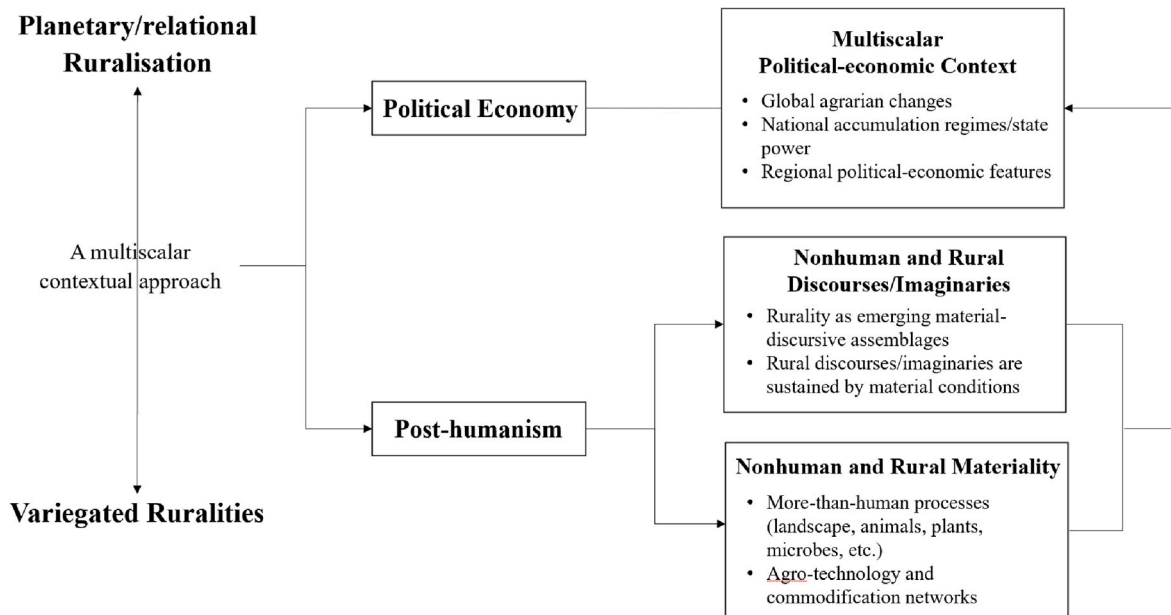 Planetary/relational
Ruralisation
A multiscalar
contextual approach
Variegated Ruralities
Political Economy
Post-humanism
Multiscalar
Political-economic Context
• Global agrarian changes
• National accumulation regimes/state
power
• Regional political-economic features
Nonhuman and Rural
Discourses/Imaginaries
• Rurality as emerging material-
discursive assemblages
• Rural discourses/imaginaries are
sustained by material conditions
Nonhuman and Rural Materiality
• More-than-human processes
(landscape, animals, plants,
microbes, etc.)
• Agro-technology and
commodification networks